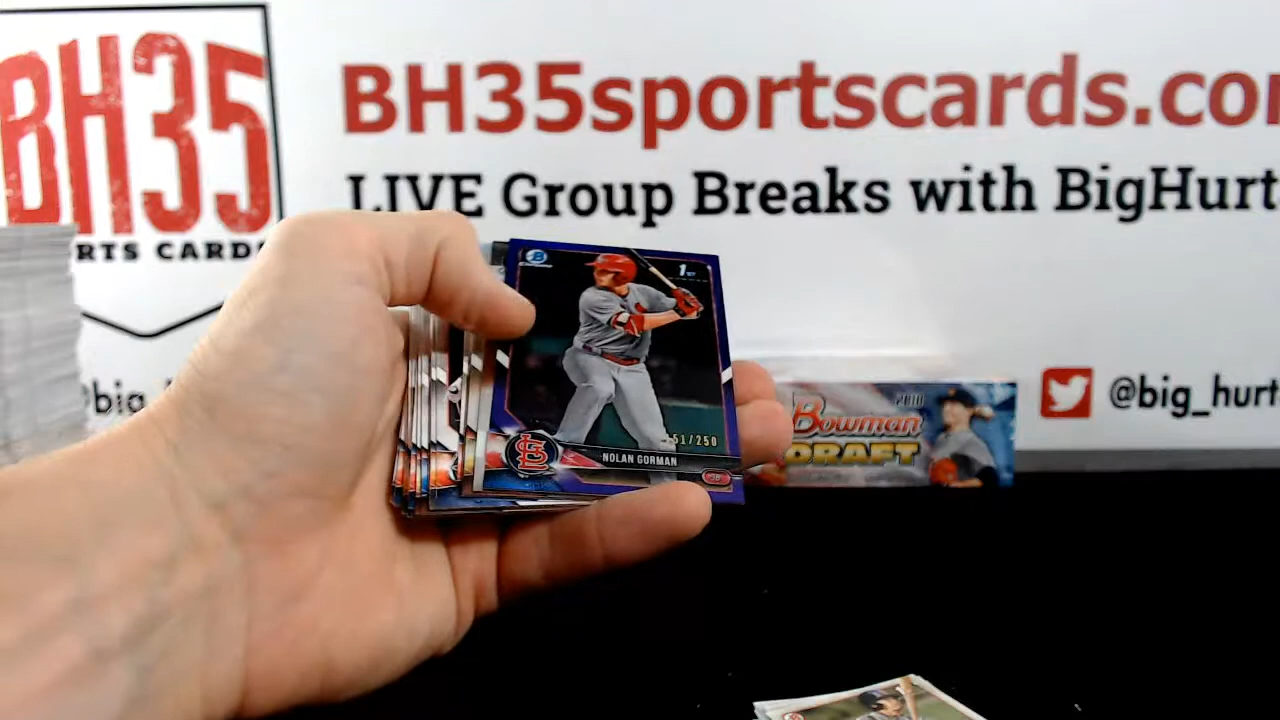 BH35
RTS CARDS
BH35sportscards.co
LIVE Group Breaks with BigHurt
@big_hurt
big
2018
Bowman
DRAFT
1ST
51/250
NOLAN GORMAN